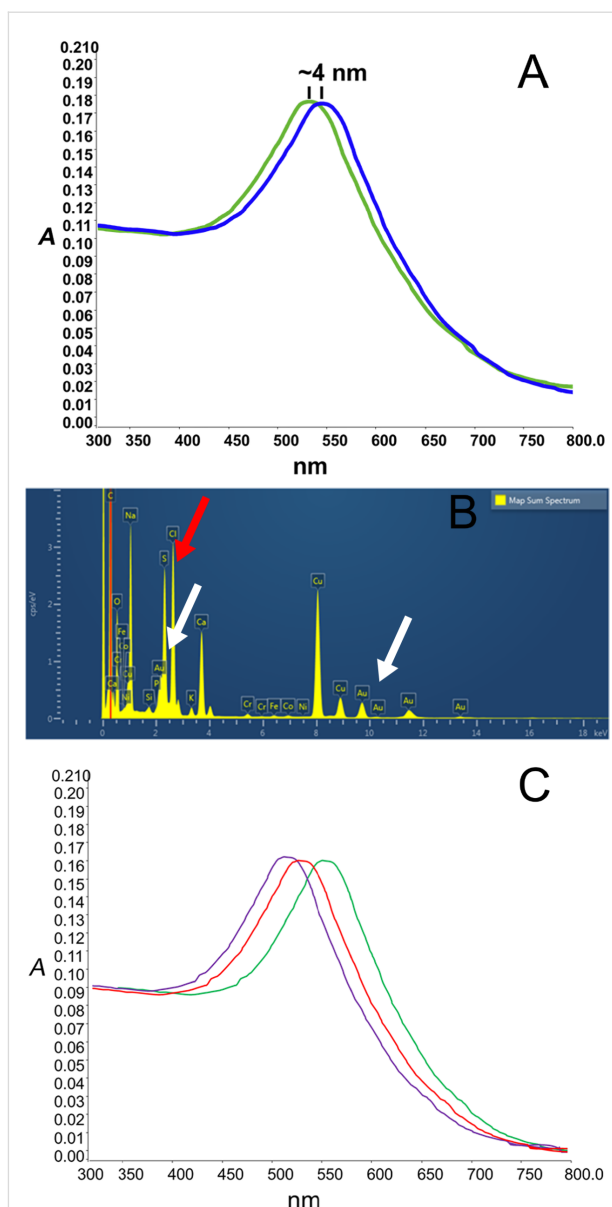 A
~4 nm
0.210
0.20
0.19
0.18
0.17
0.16
0.15
0.14
0.13
0.12
0.11
0.10
0.09
0.08
0.07
0.06
0.05
0.04
0.03
0.02
0.01
0.00
A
300 350 400 450 500 550 600 650 700 750 800.0
nm
B
Map Sum Spectrum
cps/eV
3
2
1
0
C
Na
Cl
S
O
Cu
Fe
Co
Ca
Au
Cu
Ca
P
Ni
Si
K
Cr
Cr
Fe
Co
Ni
Cu
Au
Au
Au
Au
0 2 4 6 8 10 12 14 16 18 keV
C
0.210
0.20
0.19
0.18
0.17
0.16
0.15
0.14
0.13
0.12
0.11
0.10
0.09
0.08
0.07
0.06
0.05
0.04
0.03
0.02
0.01
0.00
A
300 350 400 450 500 550 600 650 700 750 800.0
nm